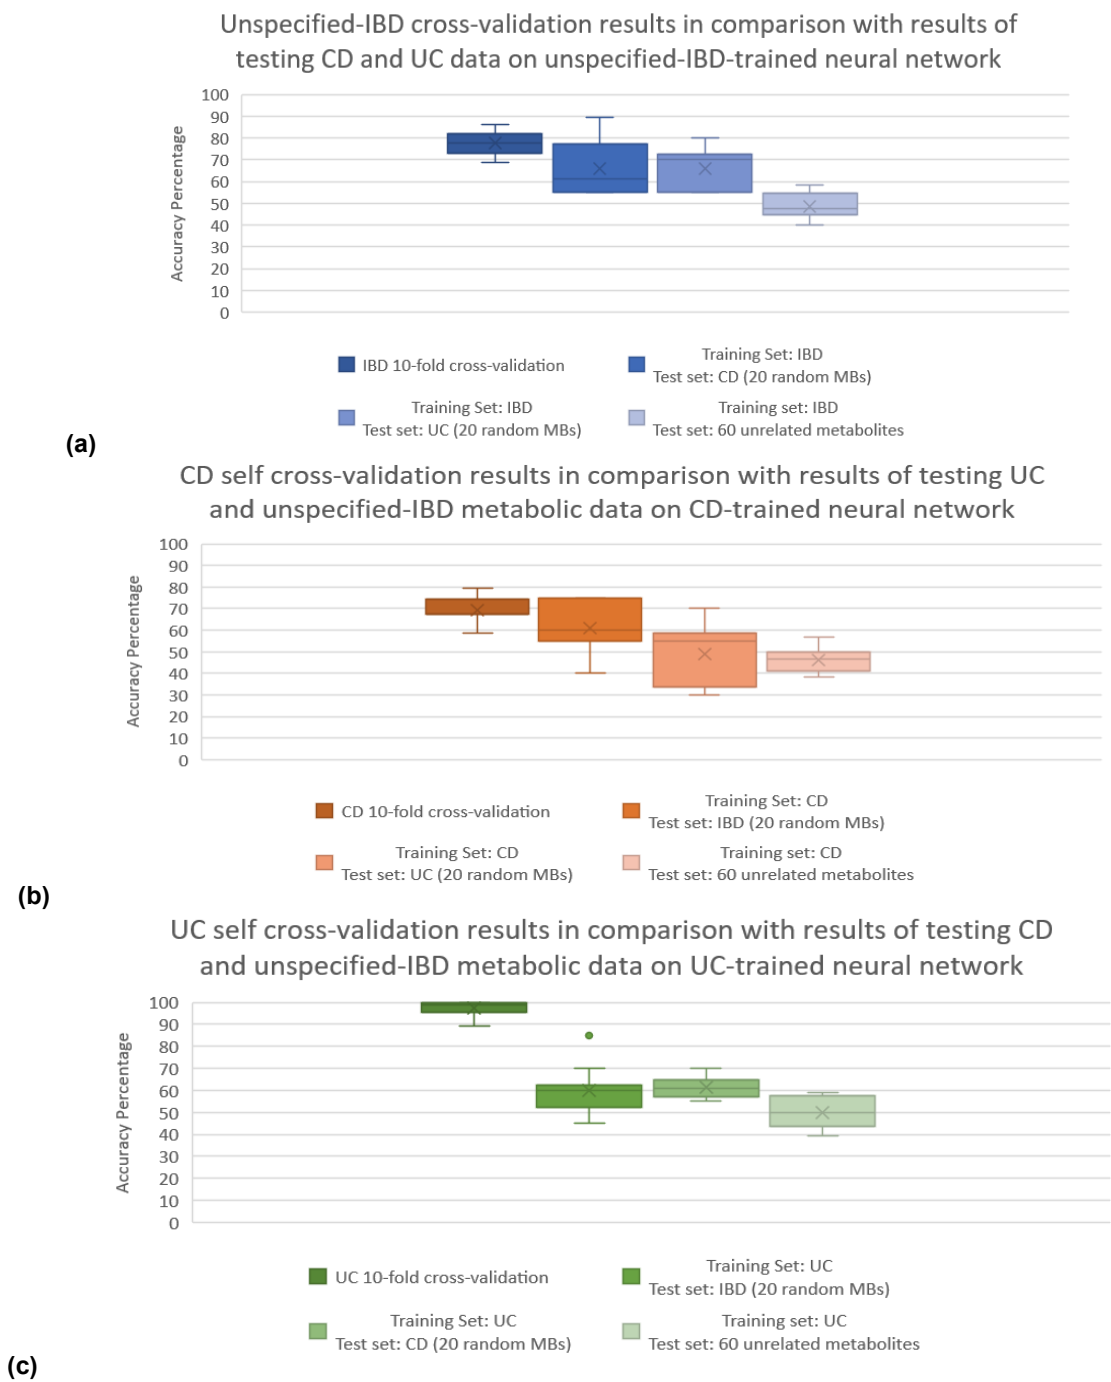 Unspecified-IBD cross-validation results in comparison with results of
testing CD and UC data on unspecified-IBD-trained neural network
100
90
80
70
60
50
40
30
20
10
0
Accuracy Percentage
IBD 10-fold cross-validation
Training Set: IBD
Test set: CD (20 random MBs)
Training Set: IBD
Test set: UC (20 random MBs)
Training set: IBD
Test set: 60 unrelated metabolites
(a)
CD self cross-validation results in comparison with results of testing UC
and unspecified-IBD metabolic data on CD-trained neural network
100
90
80
70
60
50
40
30
20
10
0
Accuracy Percentage
CD 10-fold cross-validation
Training Set: CD
Test set: IBD (20 random MBs)
Training Set: CD
Test set: UC (20 random MBs)
Training set: CD
Test set: 60 unrelated metabolites
(b)
UC self cross-validation results in comparison with results of testing CD
and unspecified-IBD metabolic data on UC-trained neural network
100
90
80
70
60
50
40
30
20
10
0
Accuracy Percentage
UC 10-fold cross-validation
Training Set: UC
Test set: IBD (20 random MBs)
Training Set: UC
Test set: CD (20 random MBs)
Training set: UC
Test set: 60 unrelated metabolites
(c)